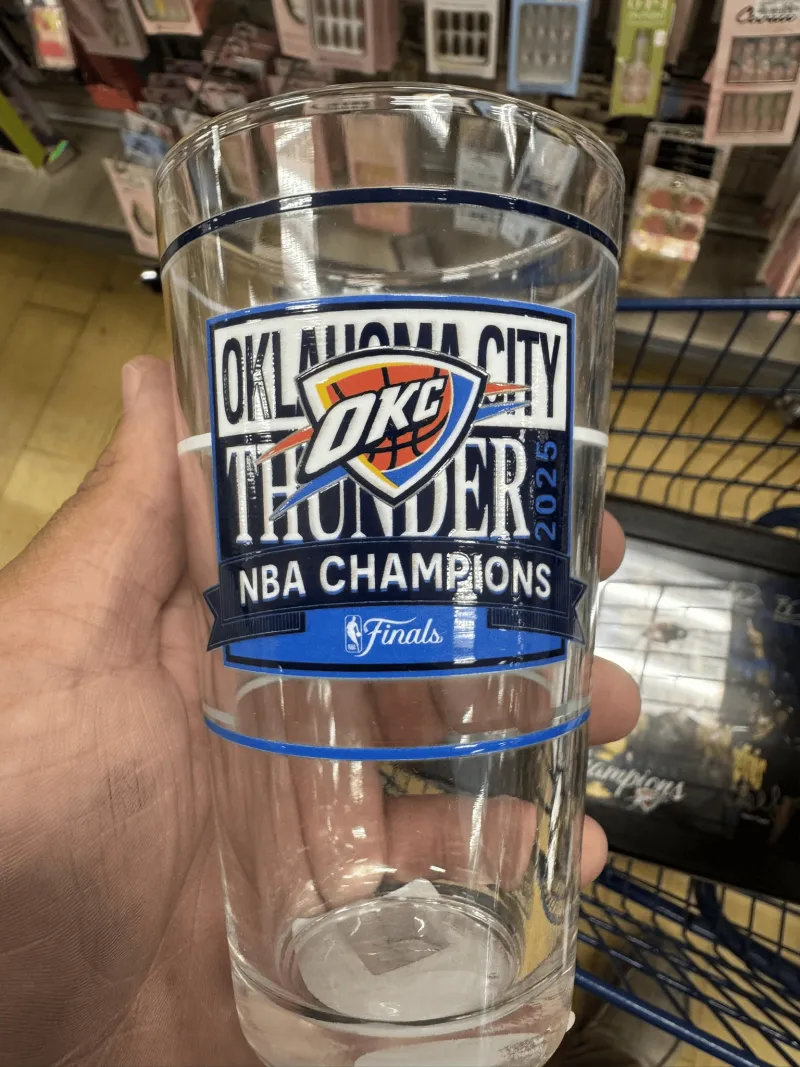 OKLAHOMA CITY
OKC
THUNDER
2025
NBA CHAMPIONS
Finals